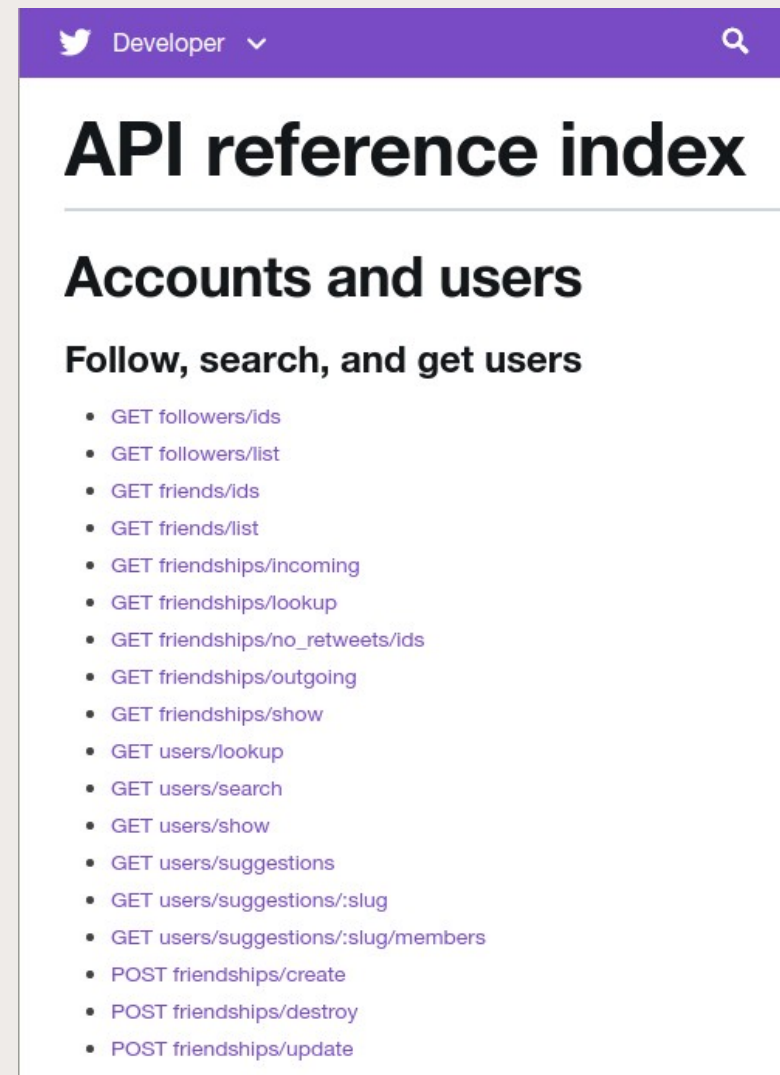 Developer
API reference index
Accounts and users
Follow, search, and get users
GET followers/ids
GET followers/list
GET friends/ids
GET friends/list
GET friendships/incoming
GET friendships/lookup
GET friendships/no_retweets/ids
GET friendships/outgoing
GET friendships/show
GET users/lookup
GET users/search
GET users/show
GET users/suggestions
GET users/suggestions/:slug
GET users/suggestions/:slug/members
POST friendships/create
POST friendships/destroy
POST friendships/update